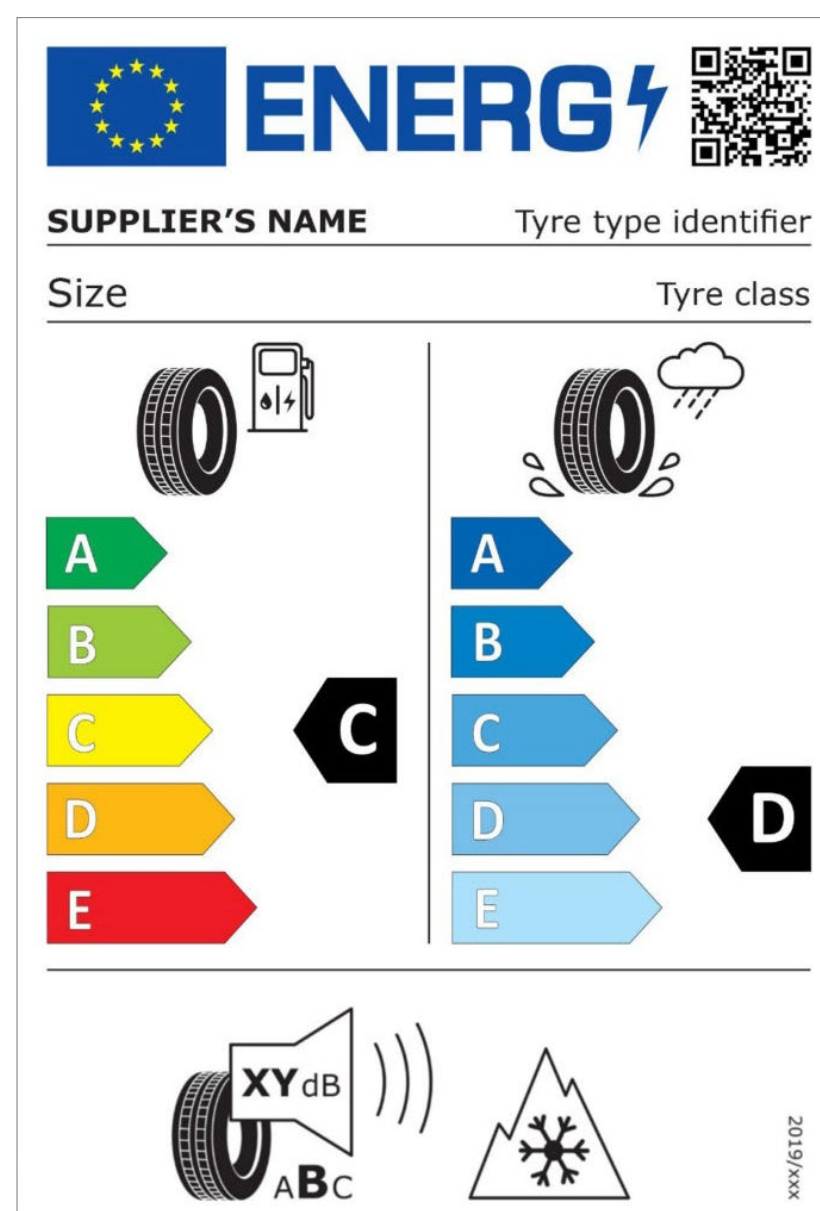 ENERG
SUPPLIER’S NAME Tyre type identifier
Size Tyre class
A A
B B
C C C
D D D
E E
XYdB
ABC
2019/xxx